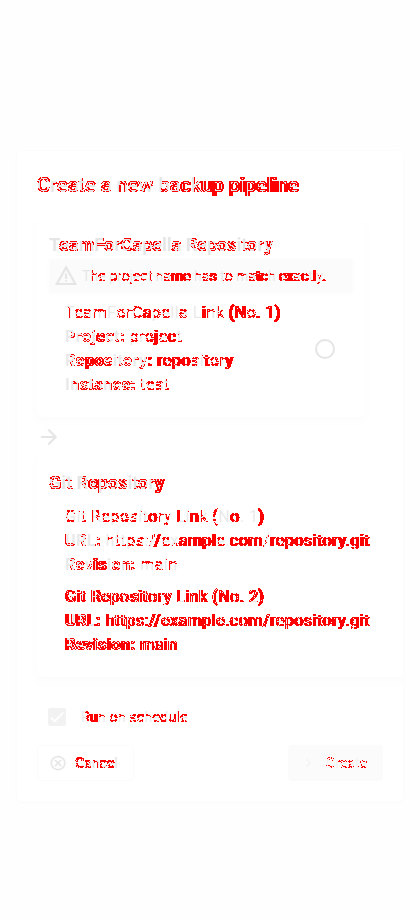 Create a new backup pipeline
TeamForCapella Repository
The project name has to match exactly.
TeamForCapella Link (No. 1)
Project: project
Repository: repository
Instance: test
Git Repository
Git Repository Link (No. 1)
URL: https://example.com/repository.git
Revision: main
Git Repository Link (No. 2)
URL: https://example.com/repository.git
Revision: main
Run on schedule
Cancel
Create